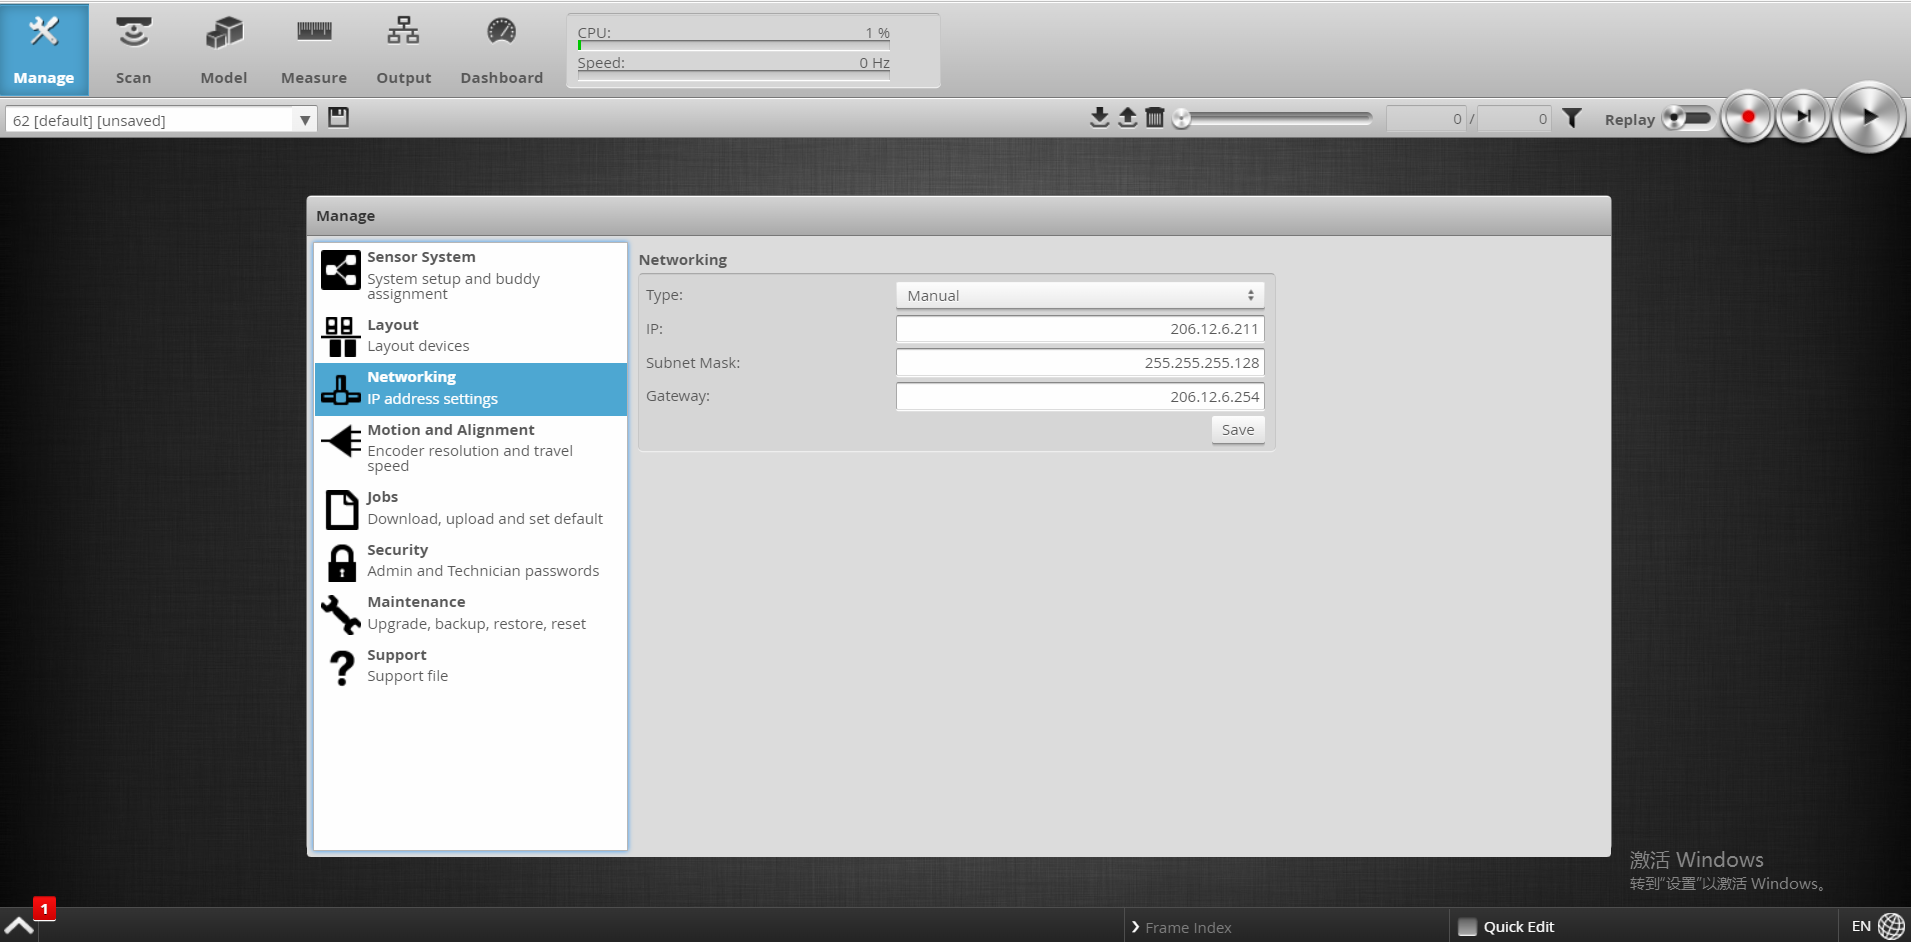 Manage
Scan
Model
Measure
Output
Dashboard
CPU: 1 %
Speed: 0 Hz
62 [default] [unsaved]
0 / 0
Replay
Manage
Sensor System
System setup and buddy
assignment
Layout
Layout devices
Networking
IP address settings
Motion and Alignment
Encoder resolution and travel
speed
Jobs
Download, upload and set default
Security
Admin and Technician passwords
Maintenance
Upgrade, backup, restore, reset
Support
Support file
Networking
Type: Manual
IP: 206.12.6.211
Subnet Mask: 255.255.255.128
Gateway: 206.12.6.254
Save
激活 Windows
转到“设置”以激活 Windows。
1
Frame Index
Quick Edit
EN